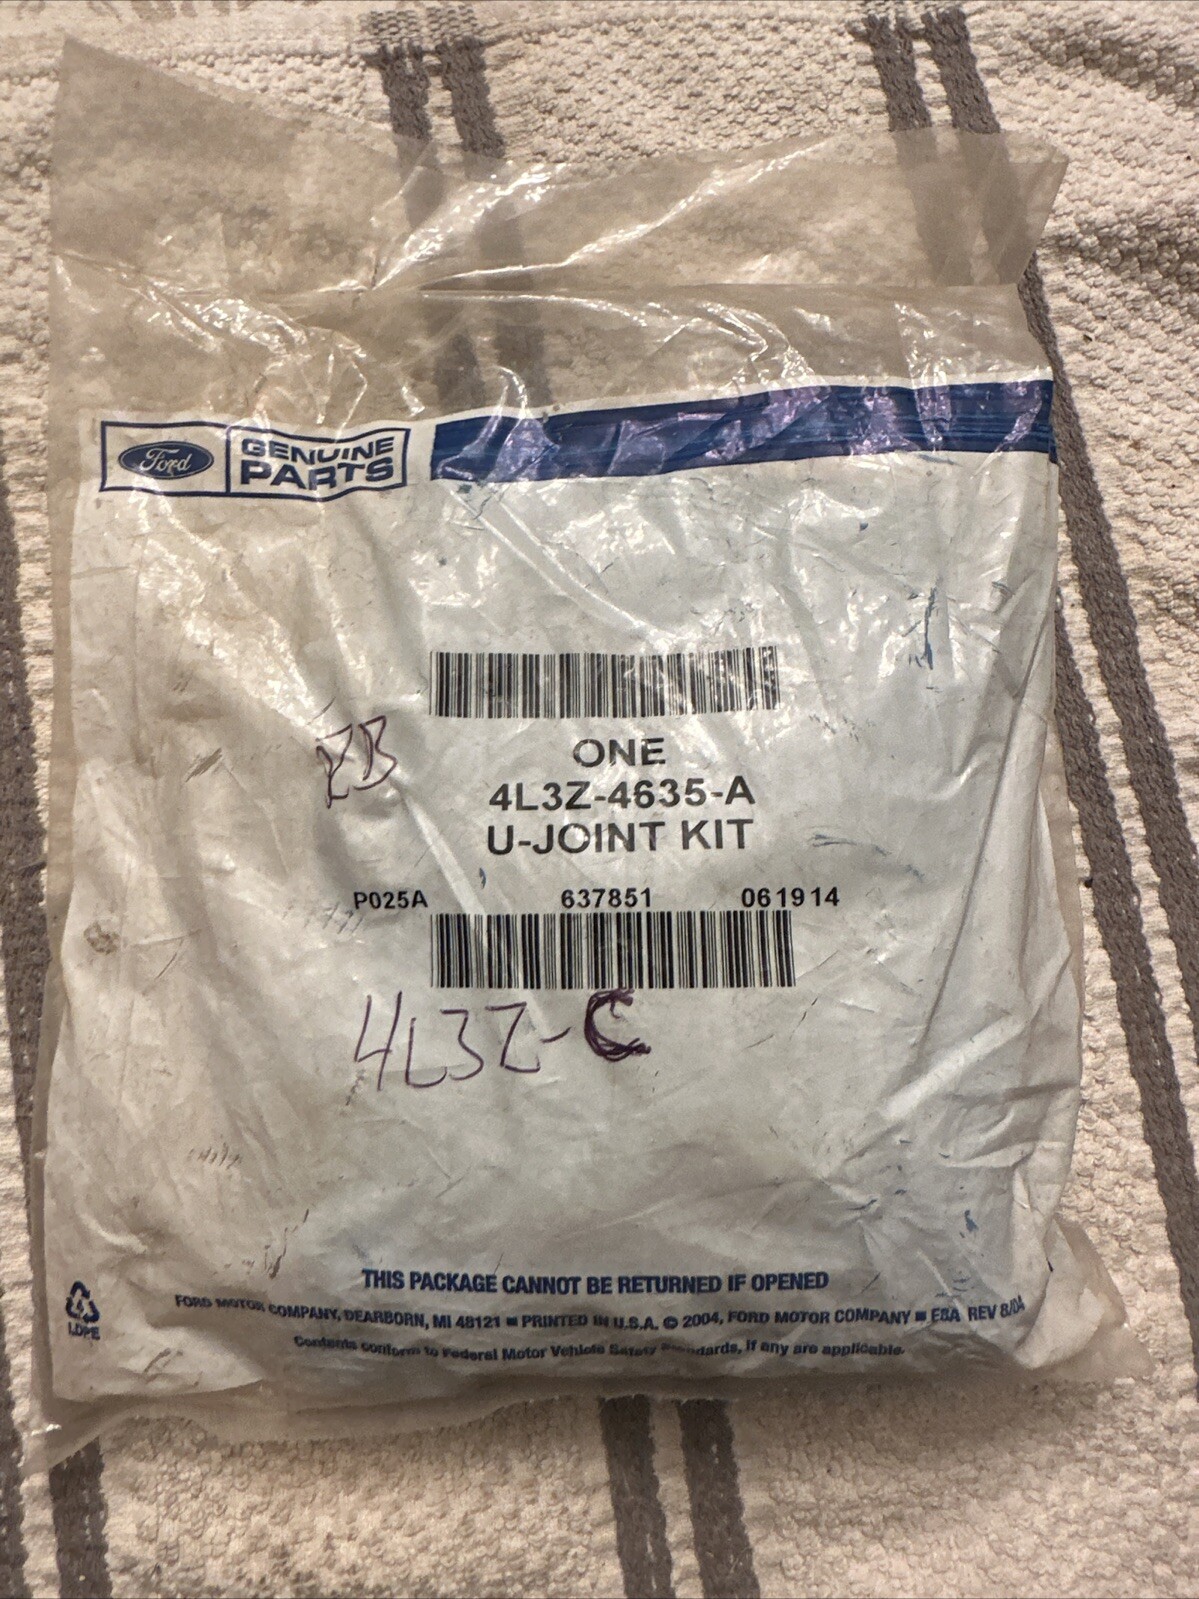 Ford
GENUINE
PARTS
ONE
4L3Z-4635-A
U-JOINT KIT
P025A 637851 061914
4L3Z-C
THIS PACKAGE CANNOT BE RETURNED IF OPENED
FORD MOTOR COMPANY, DEARBORN, MI 48121 ■ PRINTED IN U.S.A. © 2004, FORD MOTOR COMPANY ■ E8A REV 8/04
Contents conform to Federal Motor Vehicle Safety Standards, if any are applicable.
4
LDPE